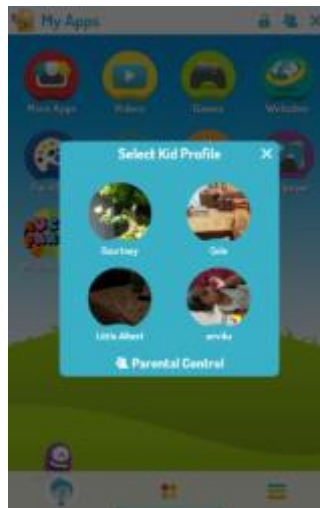 My Apps
More Apps
Videos
Games
Websites
Select Kid Profile
Courtney
Cole
Little Albert
Parental Control